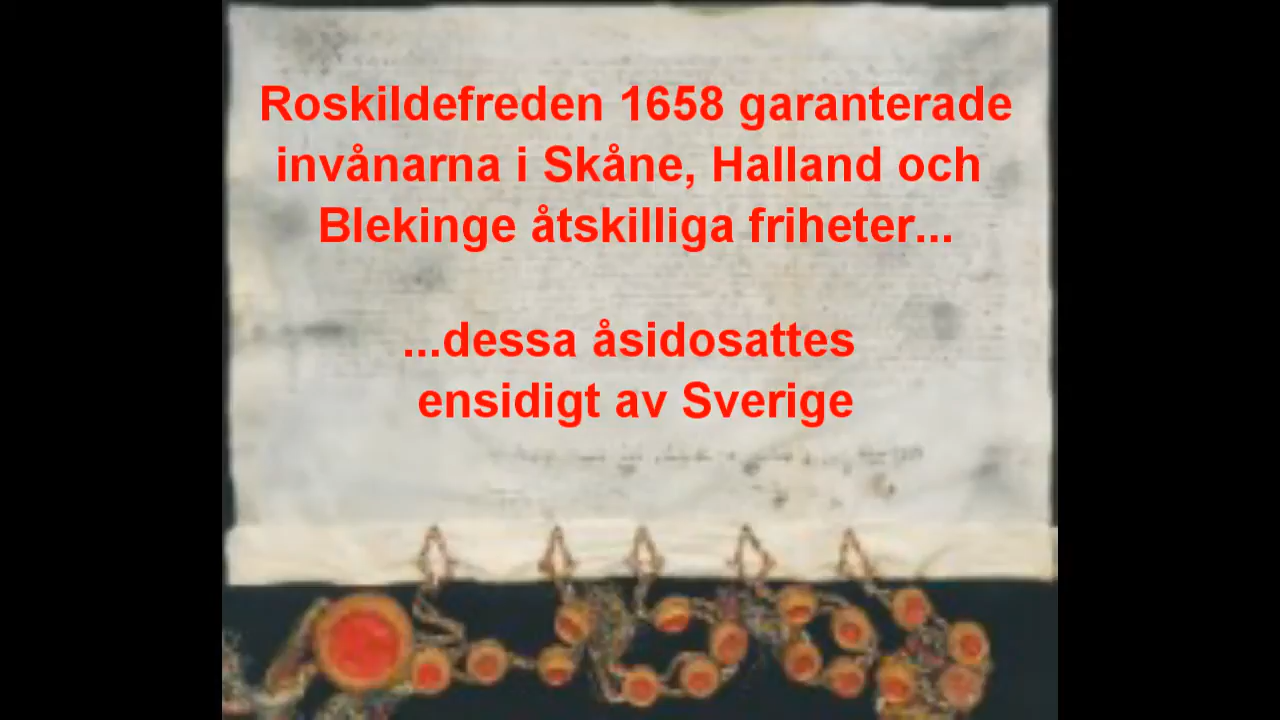 Roskildefreden 1658 garanterade
invånarna i Skåne, Halland och
Blekinge åtskilliga friheter...
...dessa åsidosattes
ensidigt av Sverige